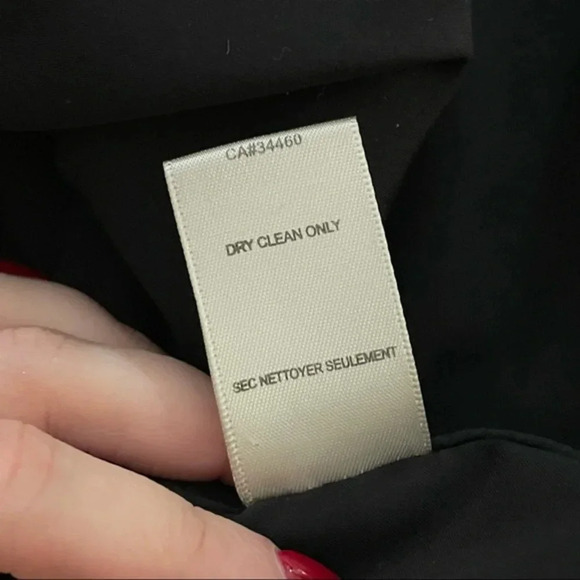 CA#34460
DRY CLEAN ONLY
SEC NETTOYER SEULEMENT